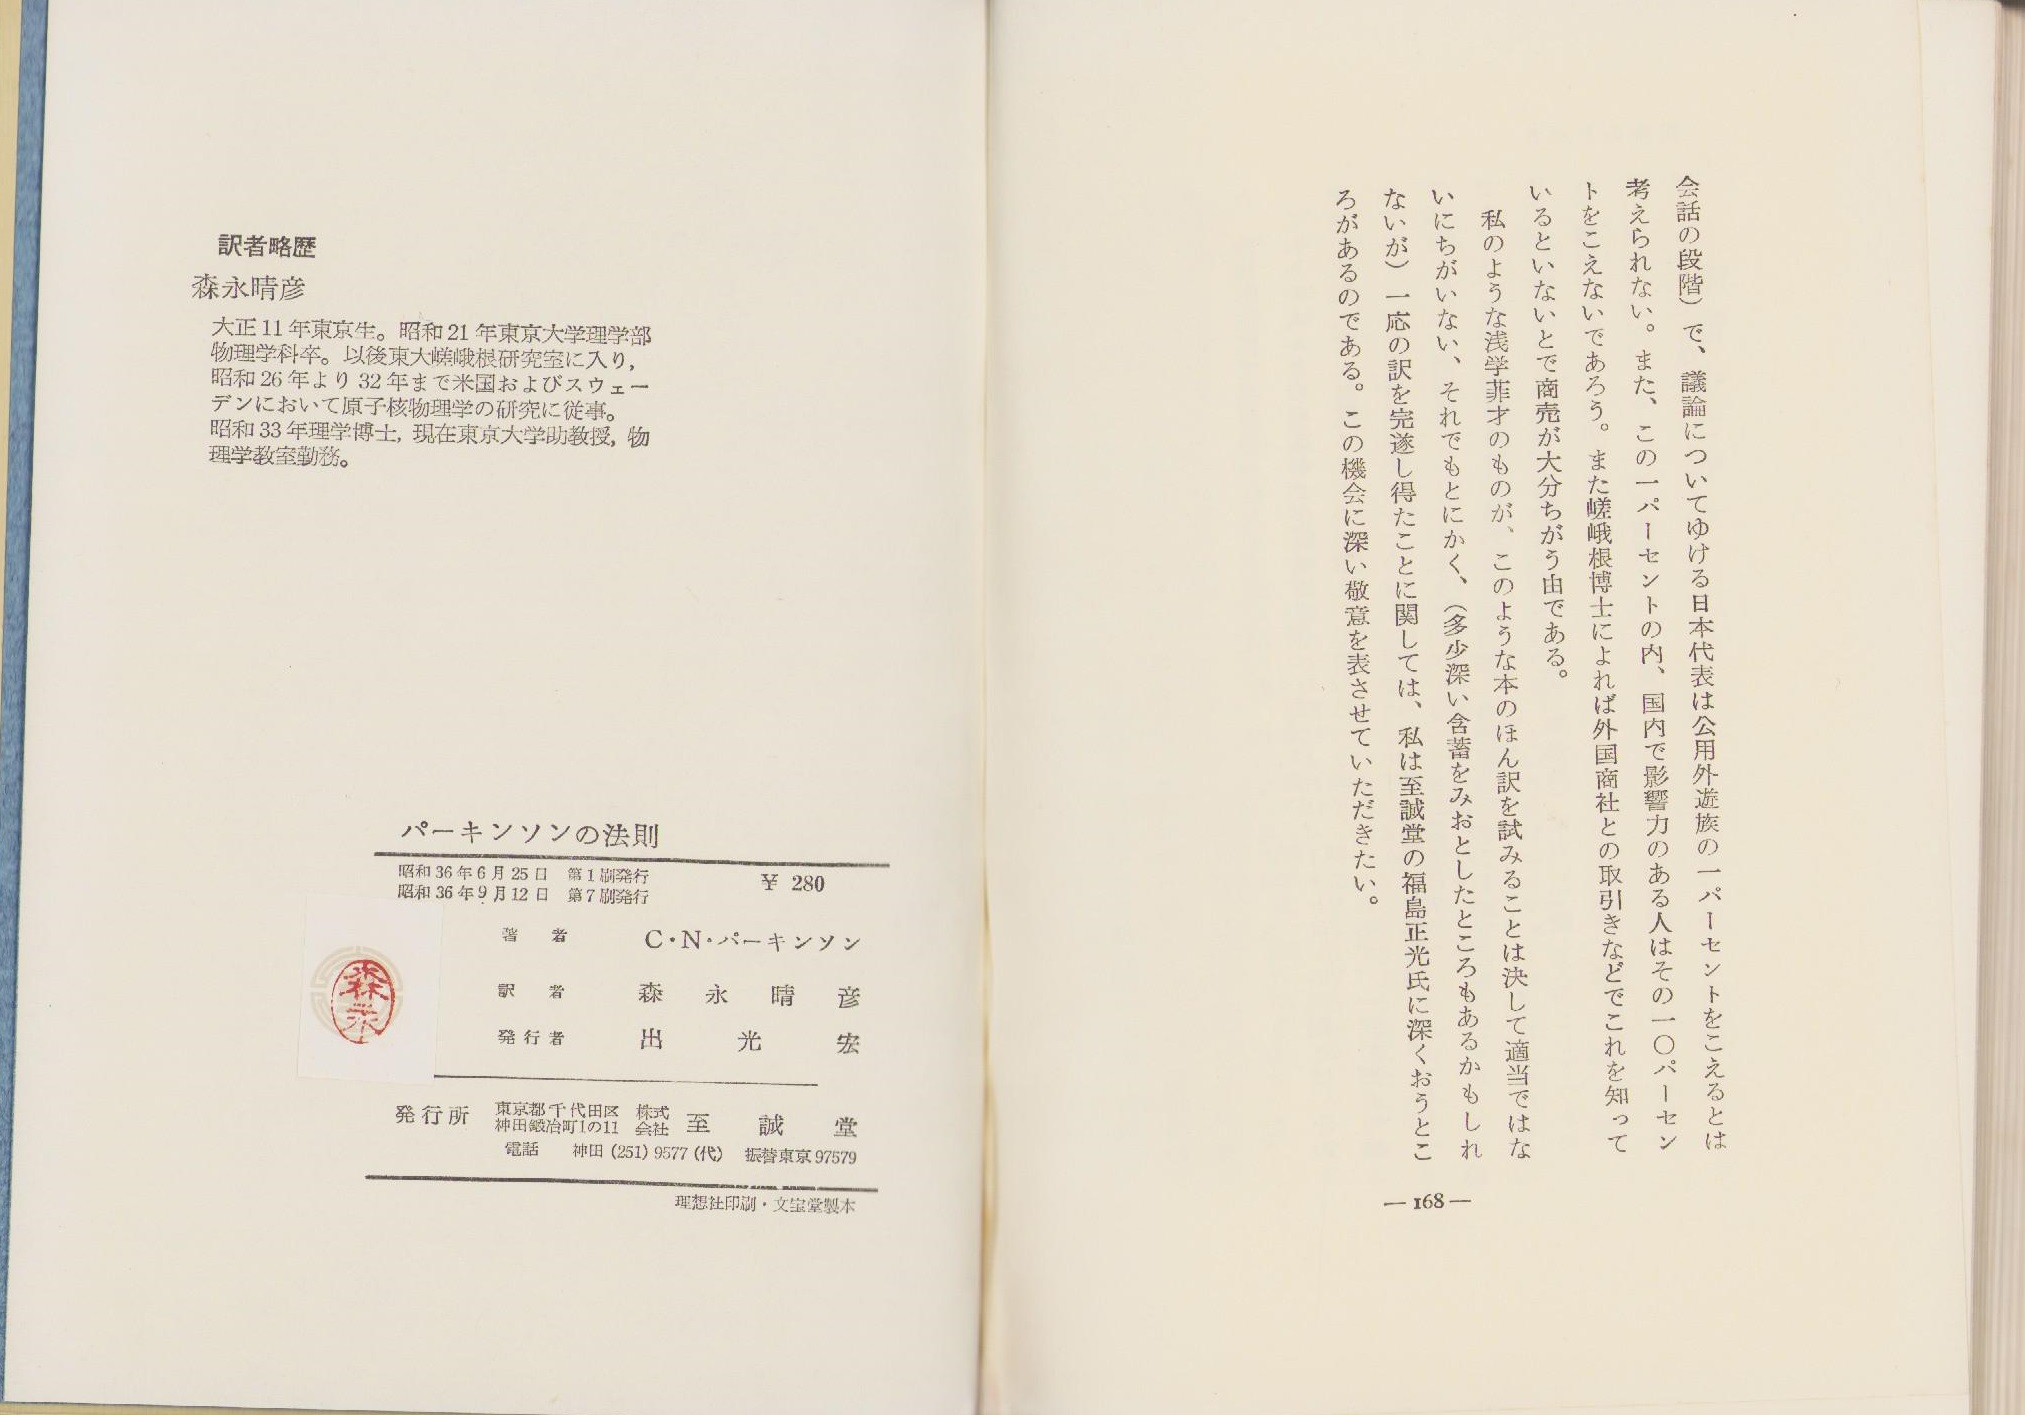 会話の段階）で、議論についてゆける日本代表は公用外遊族の一パーセントをこえるとは
考えられない。また、この一パーセントの内、国内で影響力のある人はその一〇パーセン
トをこえないであろう。また嵯峨根博士によれば外国商社との取引きなどでこれを知って
いるといないとで商売が大分ちがう由である。
私のような浅学菲才のものが、このような本のほん訳を試みることは決して適当ではな
いにちがいない、それでもとにかく、（多少深い含蓄をみおとしたところもあるかもしれ
ないが）一応の訳を完遂し得たことに関しては、私は至誠堂の福島正光氏に深くおうとこ
ろがあるのである。この機会に深い敬意を表させていただきたい。
— 168 —
訳者略歴
森永晴彦
大正11年東京生。昭和21年東京大学理学部
物理学科卒。以後東大嵯峨根研究室に入り，
昭和26年より32年まで米国およびスウェー
デンにおいて原子核物理学の研究に従事。
昭和33年理学博士，現在東京大学助教授，物
理学教室勤務。
パーキンソンの法則
昭和36年6月25日 第1刷発行
昭和36年9月12日 第7刷発行
¥ 280
著者 C・N・パーキンソン
訳者 森永晴彦
発行者 出光宏
森永
発行所 東京都千代田区神田鍛冶町1の11 株式会社 至誠堂
電話 神田（251）9577（代） 振替東京97579
理想社印刷・文宝堂製本